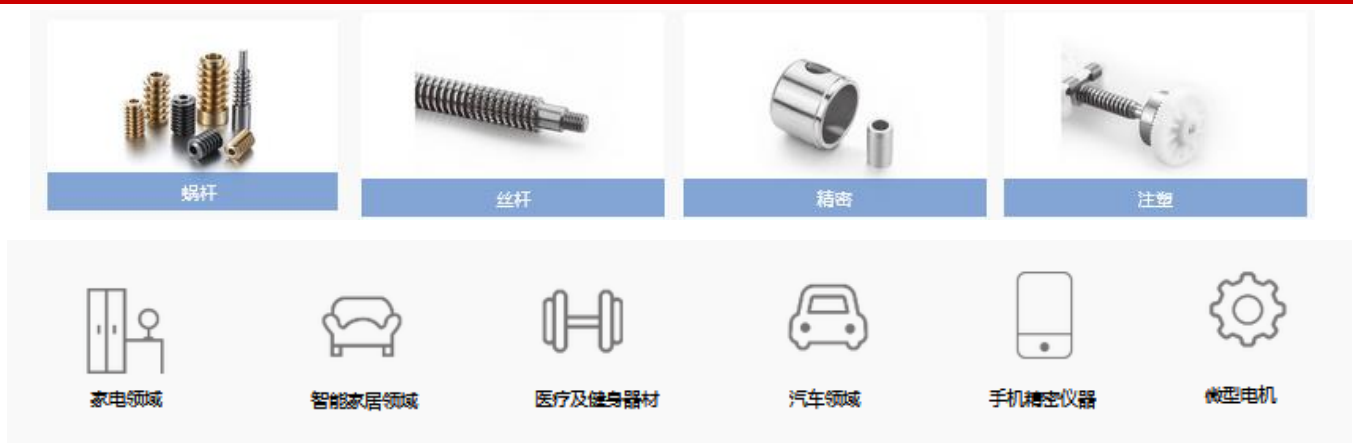 蜗杆
丝杆
精密
注塑
家电领域
智能家居领域
医疗及健身器材
汽车领域
手机精密仪器
微型电机